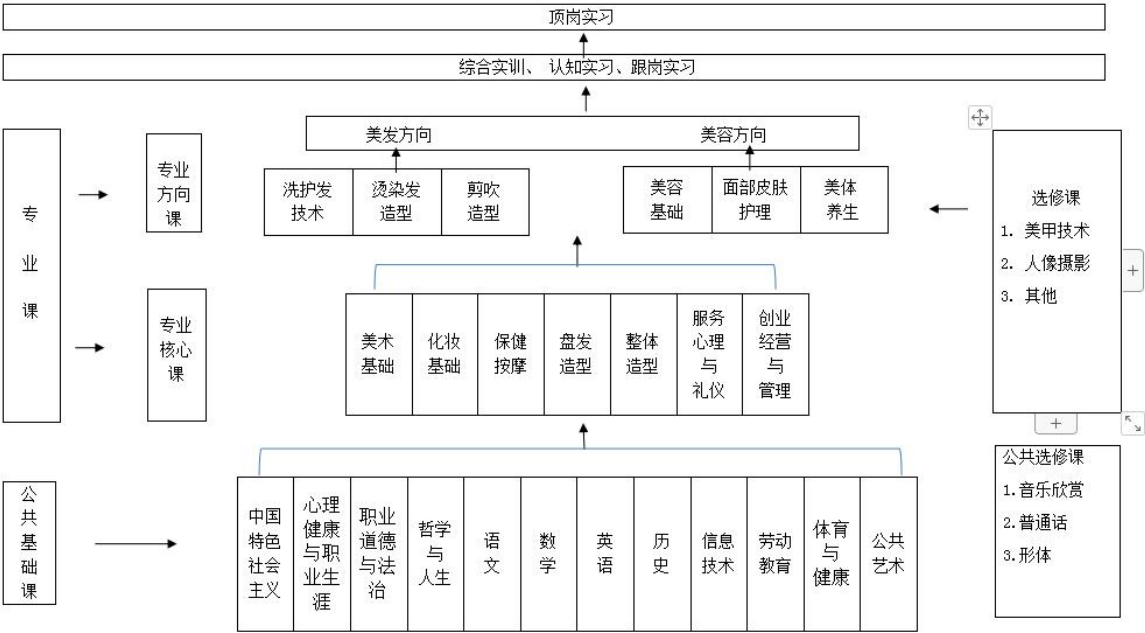 顶岗实习
综合实训、 认知实习、跟岗实习
美发方向
美容方向
专
业
课
专业
方向
课
洗护发
技术
烫染发
造型
剪吹
造型
美容
基础
面部皮肤
护理
美体
养生
选修课
1. 美甲技术
2. 人像摄影
3. 其他
专业
核心
课
美术
基础
化妆
基础
保健
按摩
盘发
造型
整体
造型
服务
心理
与
礼仪
创业
经营
与
管理
公
共
基
础
课
中国
特色
社会
主义
心理
健康
与职
业生
涯
职业
道德
与法
治
哲学
与
人生
语
文
数
学
英
语
历
史
信息
技术
劳动
教育
体育
与
健康
公共
艺术
公共选修课
1.音乐欣赏
2.普通话
3.形体